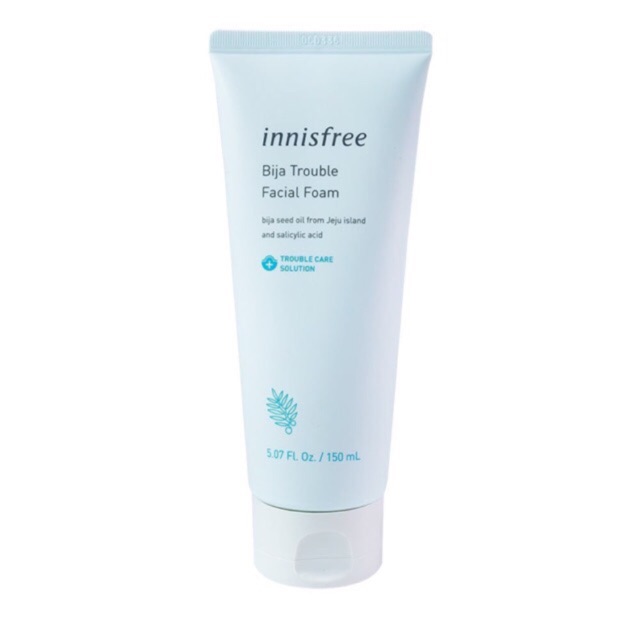 innisfree
Bija Trouble
Facial Foam
bija seed oil from Jeju island
and salicylic acid
TROUBLE CARE
SOLUTION
5.07 Fl. Oz. / 150 mL